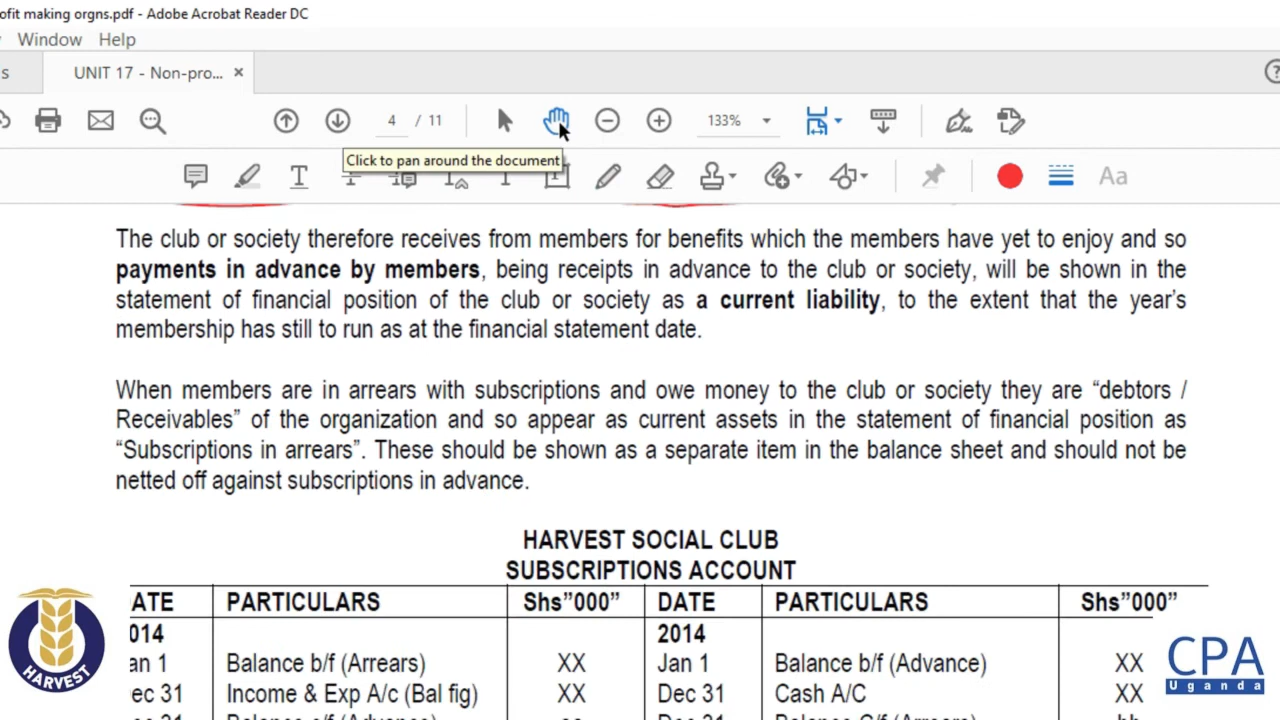 ofit making orgns.pdf - Adobe Acrobat Reader DC
Window Help
s UNIT 17 - Non-pro... ×
4 / 11 133%
Click to pan around the document
Aa
The club or society therefore receives from members for benefits which the members have yet to enjoy and so
payments in advance by members, being receipts in advance to the club or society, will be shown in the
statement of financial position of the club or society as a current liability, to the extent that the year's
membership has still to run as at the financial statement date.
When members are in arrears with subscriptions and owe money to the club or society they are “debtors /
Receivables” of the organization and so appear as current assets in the statement of financial position as
“Subscriptions in arrears”. These should be shown as a separate item in the balance sheet and should not be
netted off against subscriptions in advance.
HARVEST SOCIAL CLUB
SUBSCRIPTIONS ACCOUNT
ATE PARTICULARS Shs”000” DATE PARTICULARS Shs”000”
014 2014
an 1 Balance b/f (Arrears) XX Jan 1 Balance b/f (Advance) XX
ec 31 Income & Exp A/c (Bal fig) XX Dec 31 Cash A/C XX
HARVEST
CPA
Uganda